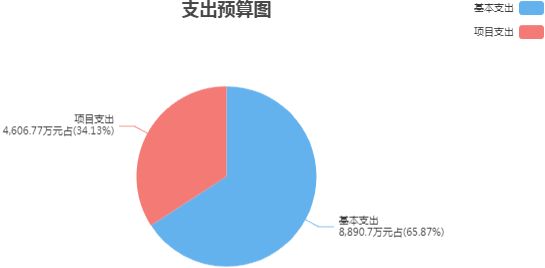 支出预算图
基本支出
项目支出
项目支出
4,606.77万元占(34.13%)
基本支出
8,890.7万元占(65.87%)